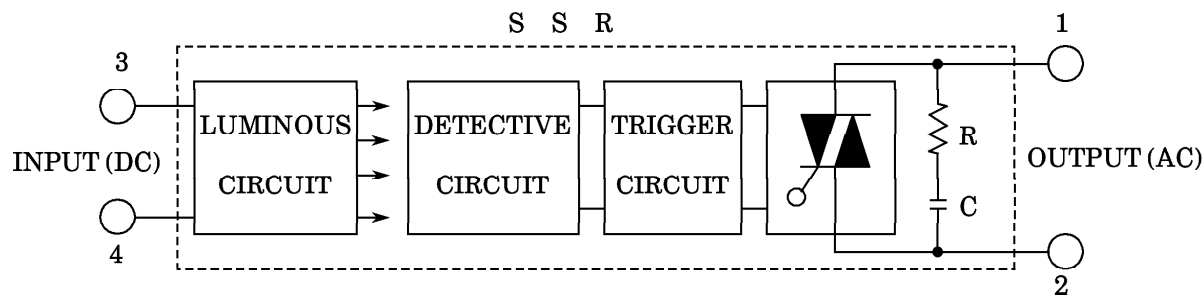 S S R
1
3
LUMINOUS
CIRCUIT
DETECTIVE
CIRCUIT
TRIGGER
CIRCUIT
R
C
INPUT (DC)
OUTPUT (AC)
4
2